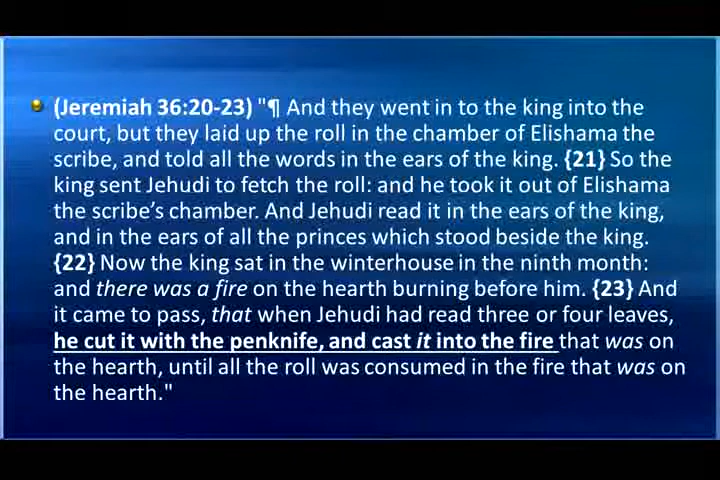 (Jeremiah 36:20-23) "¶ And they went in to the king into the
court, but they laid up the roll in the chamber of Elishama the
scribe, and told all the words in the ears of the king. {21} So the
king sent Jehudi to fetch the roll: and he took it out of Elishama
the scribe's chamber. And Jehudi read it in the ears of the king,
and in the ears of all the princes which stood beside the king.
{22} Now the king sat in the winterhouse in the ninth month:
and there was a fire on the hearth burning before him. {23} And
it came to pass, that when Jehudi had read three or four leaves,
he cut it with the penknife, and cast it into the fire that was on
the hearth, until all the roll was consumed in the fire that was on
the hearth."